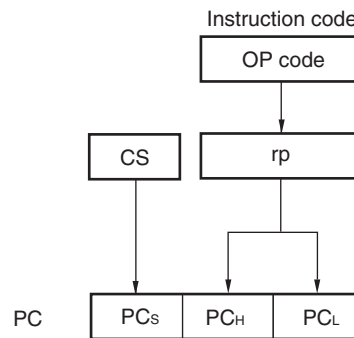 Instruction code
OP code
CS
rp
PC
PCS
PCH
PCL